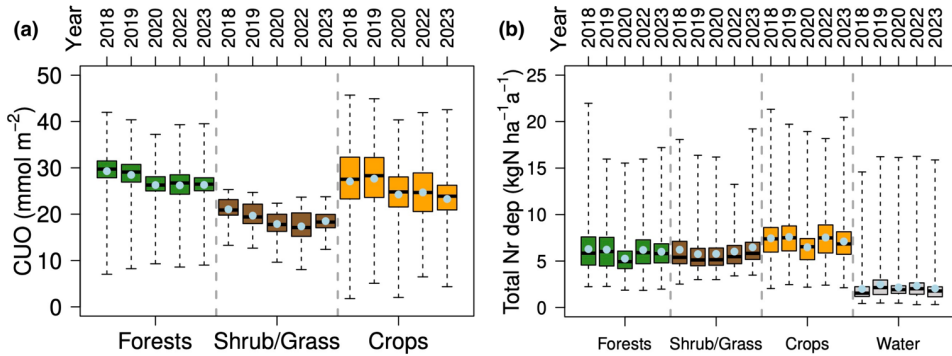 (a)
Year
2018 2019 2020 2022 2023 2018 2019 2020 2022 2023 2018 2019 2020 2022 2023
CUO (mmol m⁻²)
50
40
30
20
10
0
Forests Shrub/Grass Crops
(b)
Year
2018 2019 2020 2022 2023 2018 2019 2020 2022 2023 2018 2019 2020 2022 2023 2018 2019 2020 2022 2023
Total Nr dep (kgN ha⁻¹a⁻¹)
25
20
15
10
5
0
Forests Shrub/Grass Crops Water